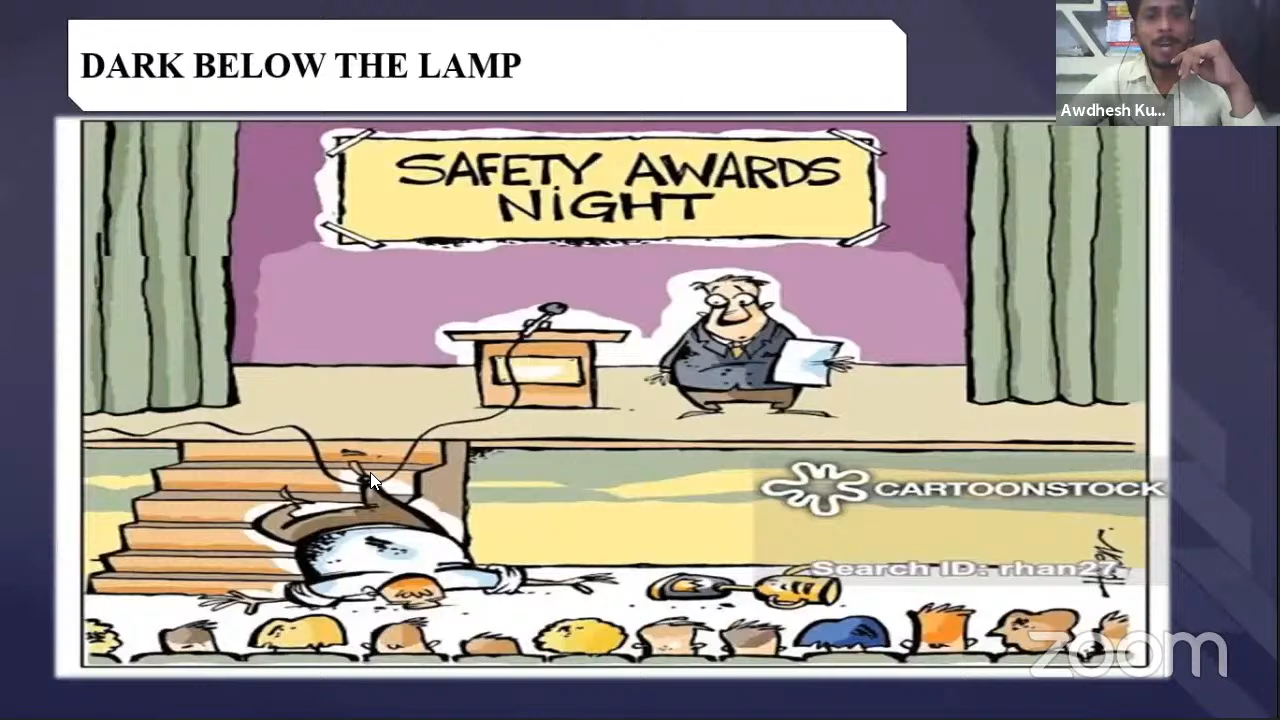 DARK BELOW THE LAMP
Awdhesh Ku...
SAFETY AWARDS
NiGHT
CARTOONSTOCK
Search ID: rhan27
zoom